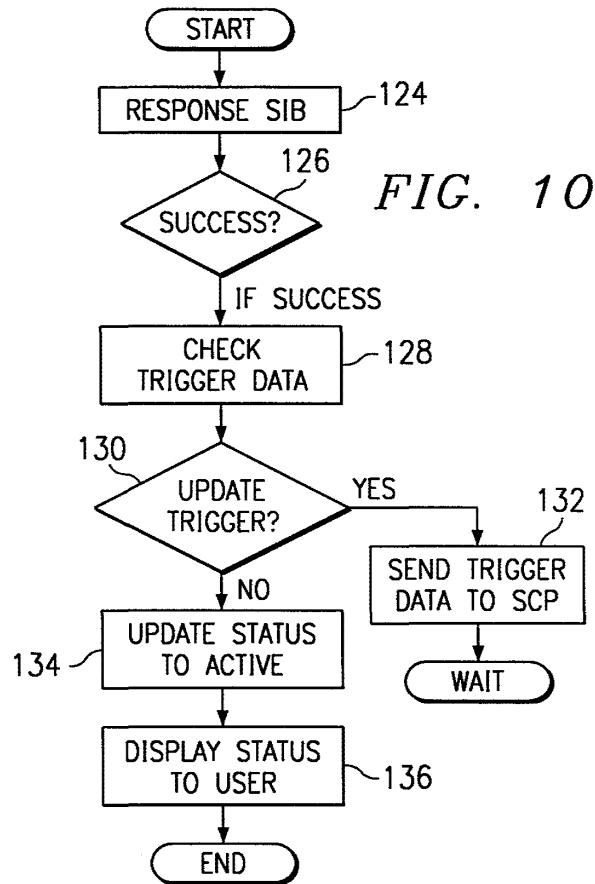 START
RESPONSE SIB
124
126
FIG. 10
SUCCESS?
IF SUCCESS
CHECK
TRIGGER DATA
128
130
UPDATE
TRIGGER?
YES
132
SEND TRIGGER
DATA TO SCP
WAIT
NO
UPDATE STATUS
TO ACTIVE
134
DISPLAY STATUS
TO USER
136
END